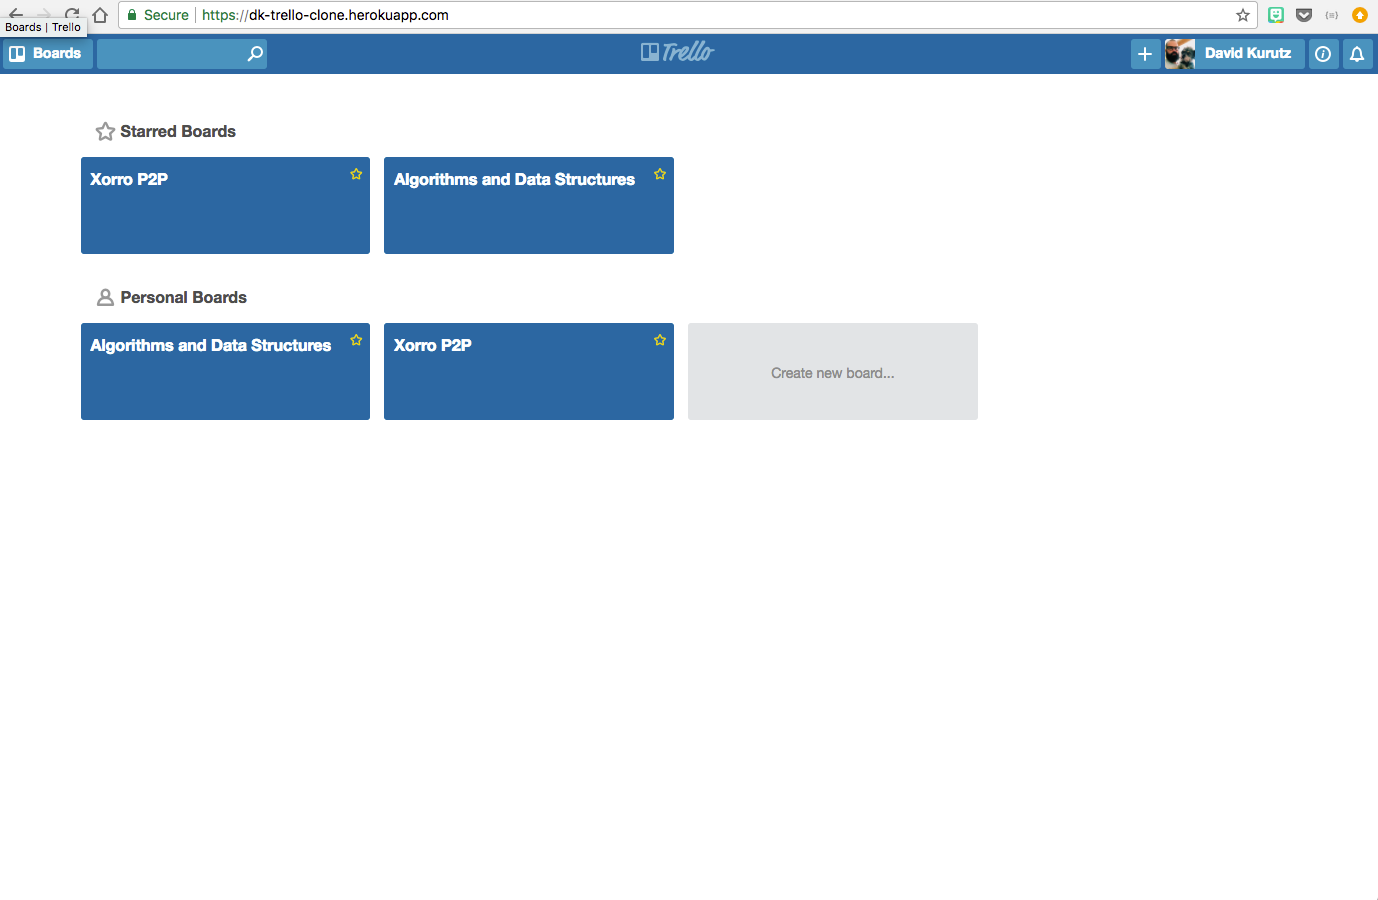 Secure https://dk-trello-clone.herokuapp.com
Boards | Trello
Boards Trello David Kurutz
Starred Boards
Xorro P2P Algorithms and Data Structures
Personal Boards
Algorithms and Data Structures Xorro P2P
Create new board...